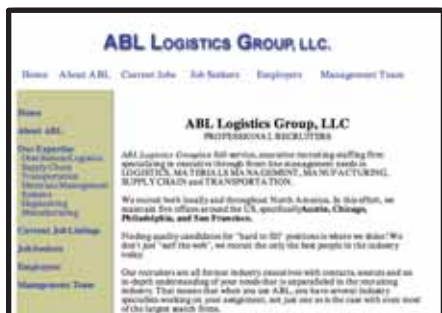 ABL LOGISTICS GROUP, LLC.
Home About ABL Current Jobs Job Seekers Employers Management Team
Home
About ABL
Our Expertise
Distribution/Logistics
Supply Chain
Transportation
Materials Management
Engineering
Manufacturing
Current Job Listings
Job Seekers
Employers
Management Team
ABL Logistics Group, LLC
PROFESSIONAL RECRUITERS
ABL Logistics Group is a full service, executive recruiting/staffing firm
specializing in executive through front-line management needs in
LOGISTICS, MATERIALS MANAGEMENT, MANUFACTURING,
SUPPLY CHAIN and TRANSPORTATION.
We recruit both locally and throughout North America. In this effort, we
maintain five offices around the US, specifically Austin, Chicago,
Philadelphia, and San Francisco.
Finding quality candidates for "hard to fill" positions is where we shine! We
don't just "surf the web", we recruit the only the best people in the industry
today.
Our recruiters are all former industry executives with contacts, sources and an
in-depth understanding of your needs that is unparalleled in the recruiting
industry. That means that when you use ABL, you have several industry
specialists working on your assignment, not just one as is the case with even most
of the largest search firms.